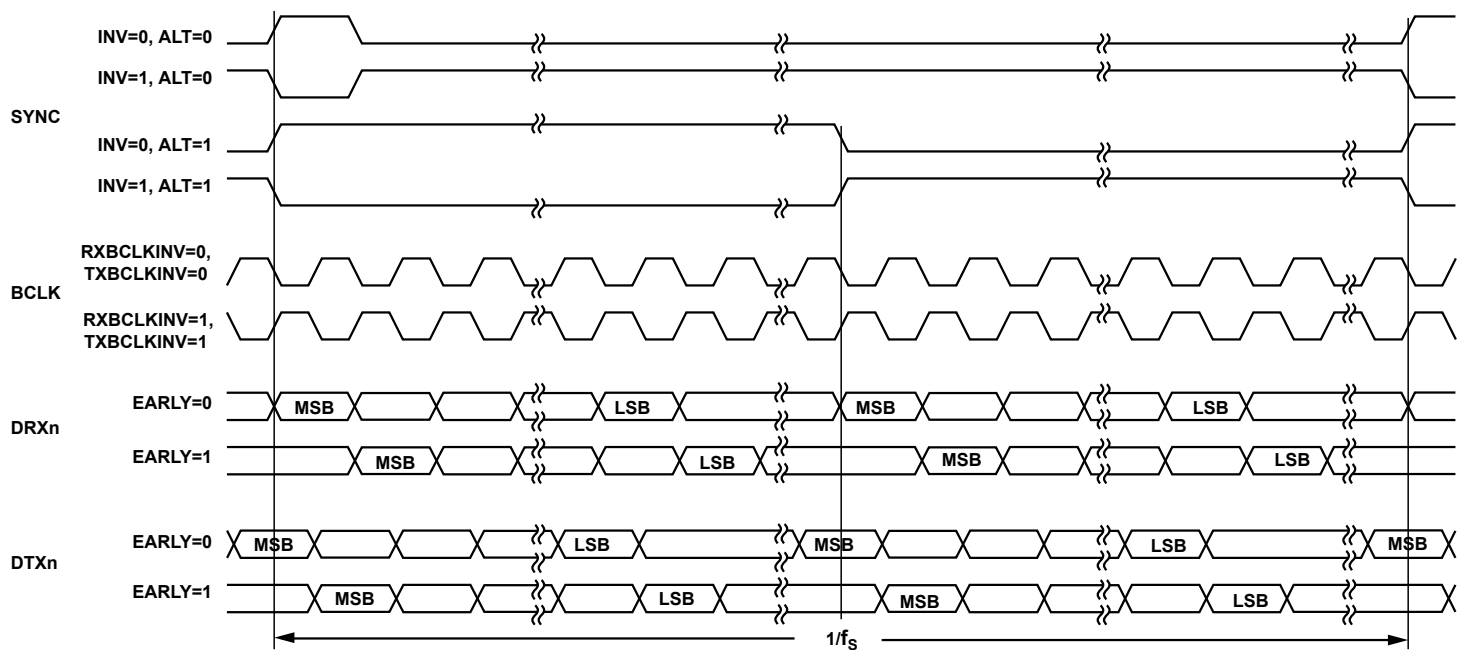 INV=0, ALT=0
INV=1, ALT=0
SYNC
INV=0, ALT=1
INV=1, ALT=1
RXBCLKINV=0,
TXBCLKINV=0
BCLK
RXBCLKINV=1,
TXBCLKINV=1
EARLY=0
MSB LSB MSB LSB
DRXn
EARLY=1
MSB LSB MSB LSB
EARLY=0
MSB LSB MSB LSB MSB
DTXn
EARLY=1
MSB LSB MSB LSB
1/fS